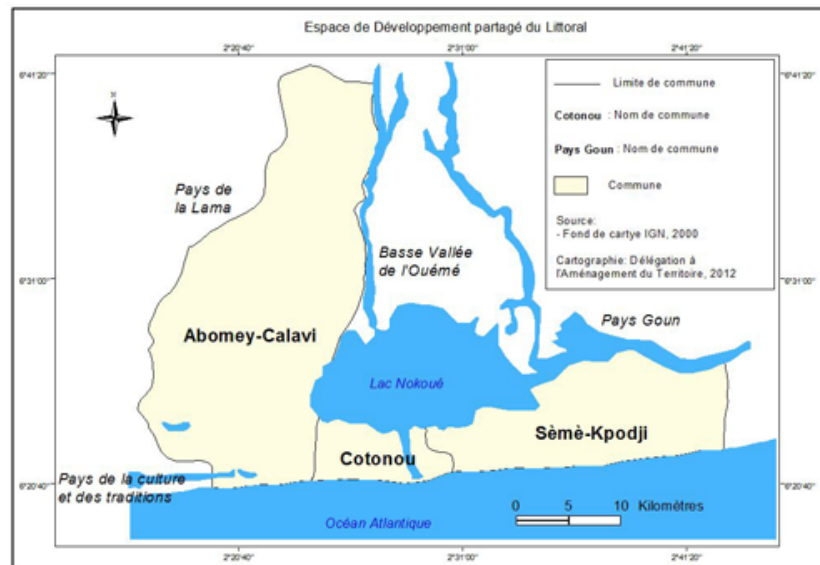 Espace de Développement partagé du Littoral
2°20'40"
2°31'00"
2°41'20"
6°41'20"
6°41'20"
N
Limite de commune
Cotonou : Nom de commune
Pays Goun : Nom de commune
Commune
Source:
- Fond de cartye IGN, 2000
Cartographie: Délégation à
l'Aménagement du Territoire, 2012
Pays de
la Lama
Basse Vallée
de l'Ouémé
6°31'00"
6°31'00"
Pays Goun
Abomey-Calavi
Lac Nokoué
Sèmè-Kpodji
Cotonou
Pays de la culture
et des traditions
6°20'40"
6°20'40"
0 5 10 Kilométres
Océan Atlantique
2°20'40"
2°31'00"
2°41'20"